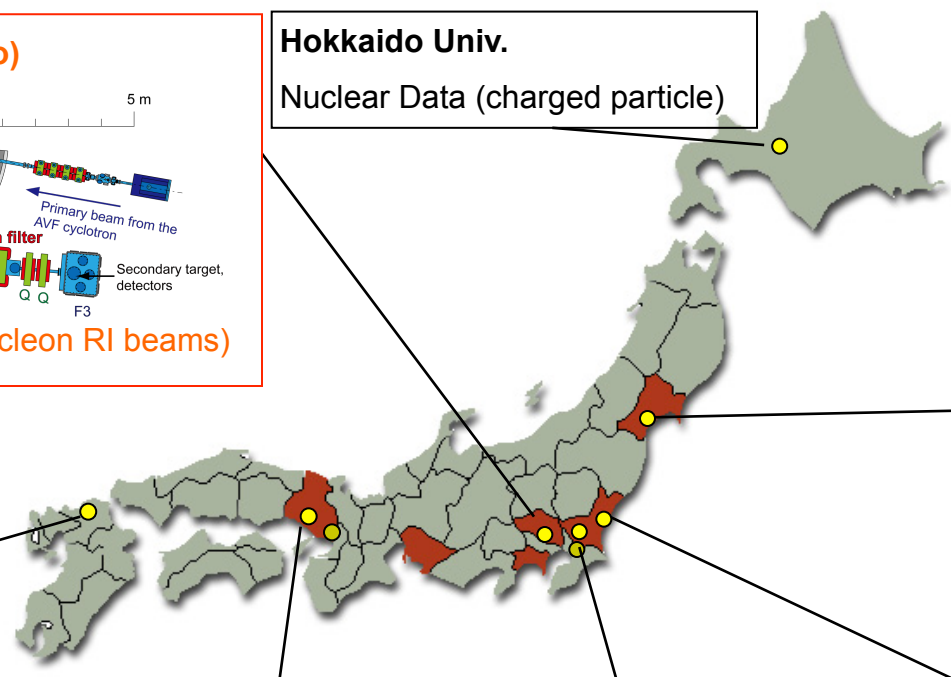 Hokkaido Univ.
Nuclear Data (charged particle)
5 m
Primary beam from the
AVF cyclotron
filter
Secondary target,
detectors
Q Q
F3
RI beams)